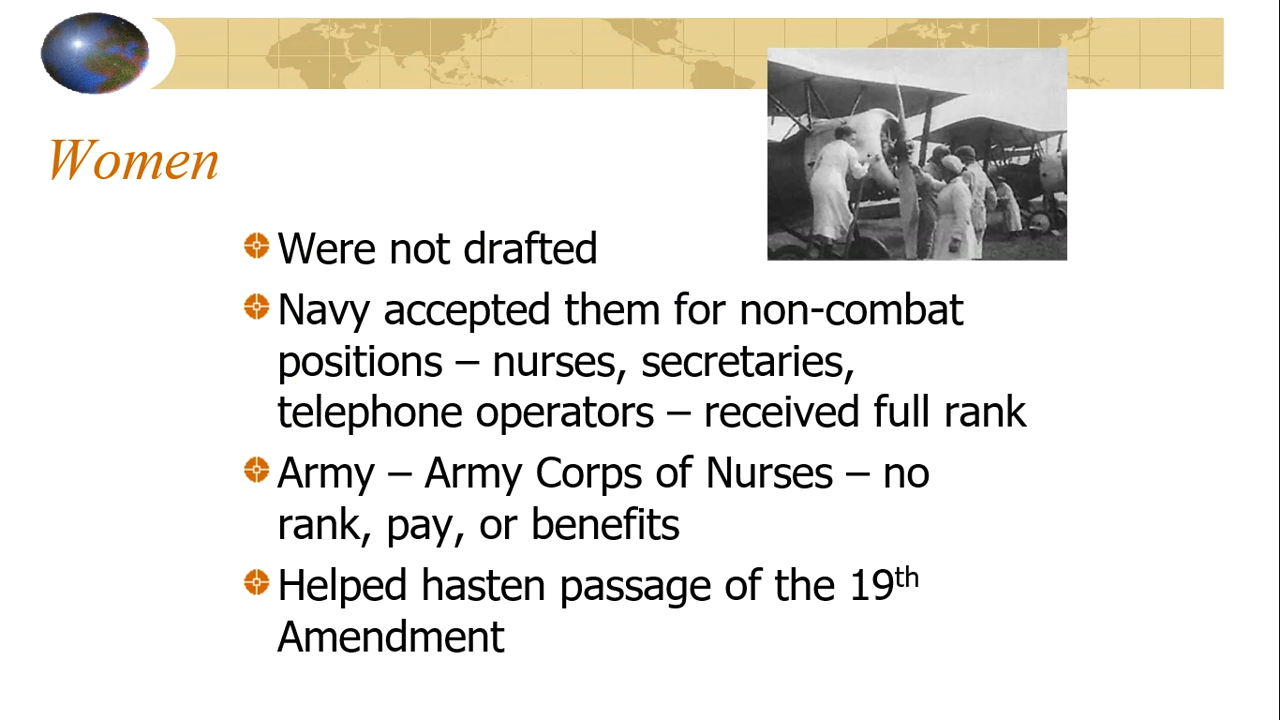 Women
Were not drafted
Navy accepted them for non-combat
positions – nurses, secretaries,
telephone operators – received full rank
Army – Army Corps of Nurses – no
rank, pay, or benefits
Helped hasten passage of the 19th
Amendment